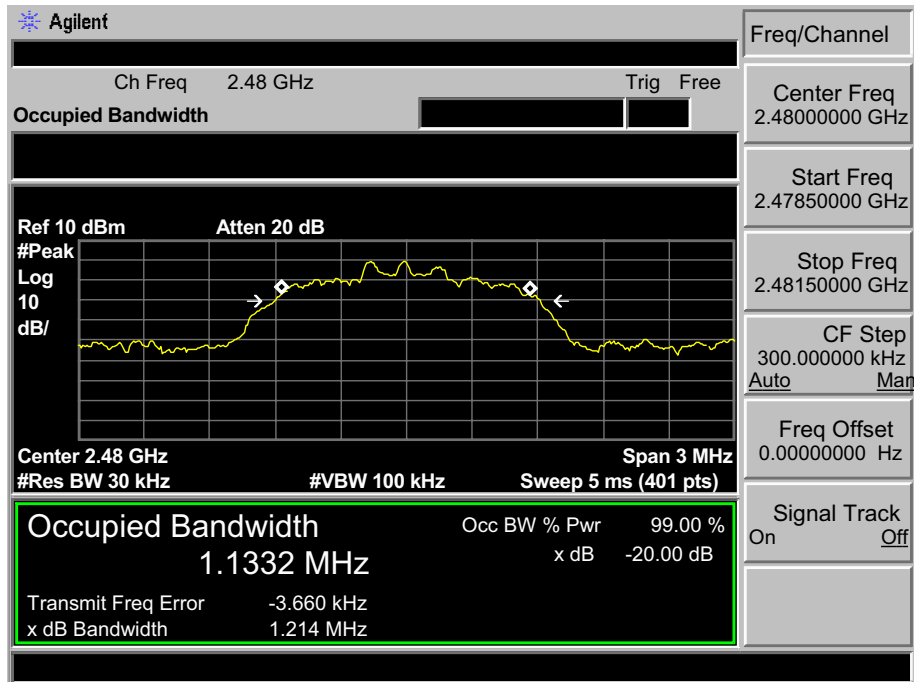 Agilent
Freq/Channel
Ch Freq 2.48 GHz Trig Free
Occupied Bandwidth
Center Freq
2.48000000 GHz
Start Freq
2.47850000 GHz
Stop Freq
2.48150000 GHz
CF Step
300.000000 kHz
Auto Man
Freq Offset
0.00000000 Hz
Signal Track
On Off
Ref 10 dBm Atten 20 dB
#Peak
Log
10
dB/
Center 2.48 GHz Span 3 MHz
#Res BW 30 kHz #VBW 100 kHz Sweep 5 ms (401 pts)
Occupied Bandwidth Occ BW % Pwr 99.00 %
1.1332 MHz x dB -20.00 dB
Transmit Freq Error -3.660 kHz
x dB Bandwidth 1.214 MHz